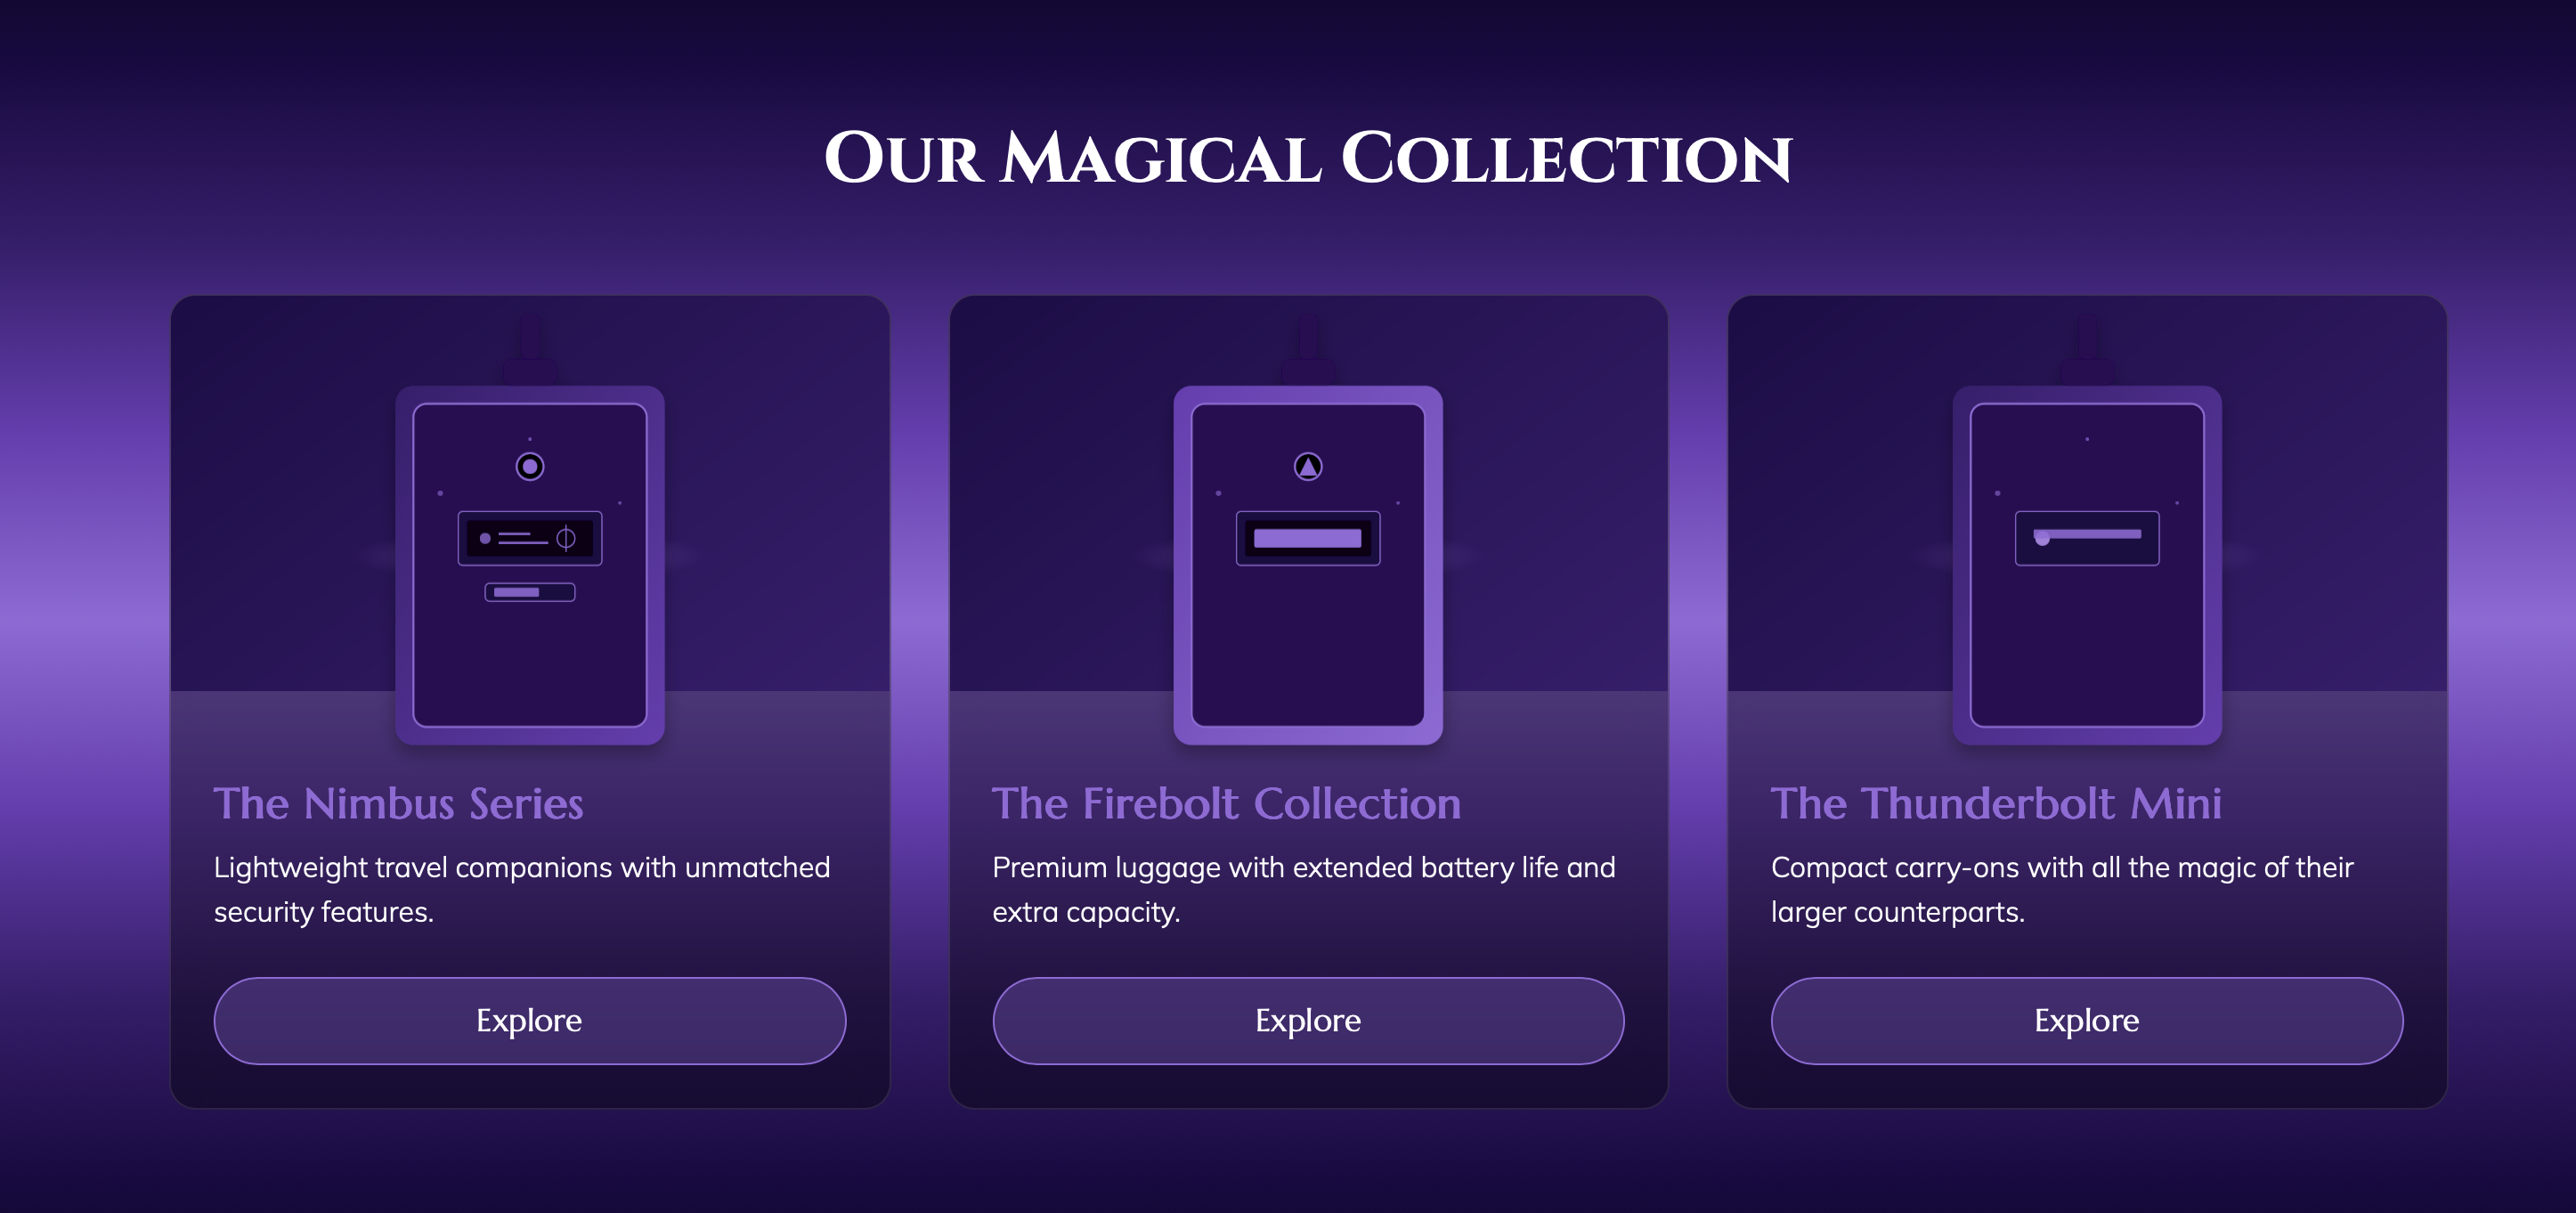 Our Magical Collection
The Nimbus Series
Lightweight travel companions with unmatched
security features.
Explore
The Firebolt Collection
Premium luggage with extended battery life and
extra capacity.
Explore
The Thunderbolt Mini
Compact carry-ons with all the magic of their
larger counterparts.
Explore